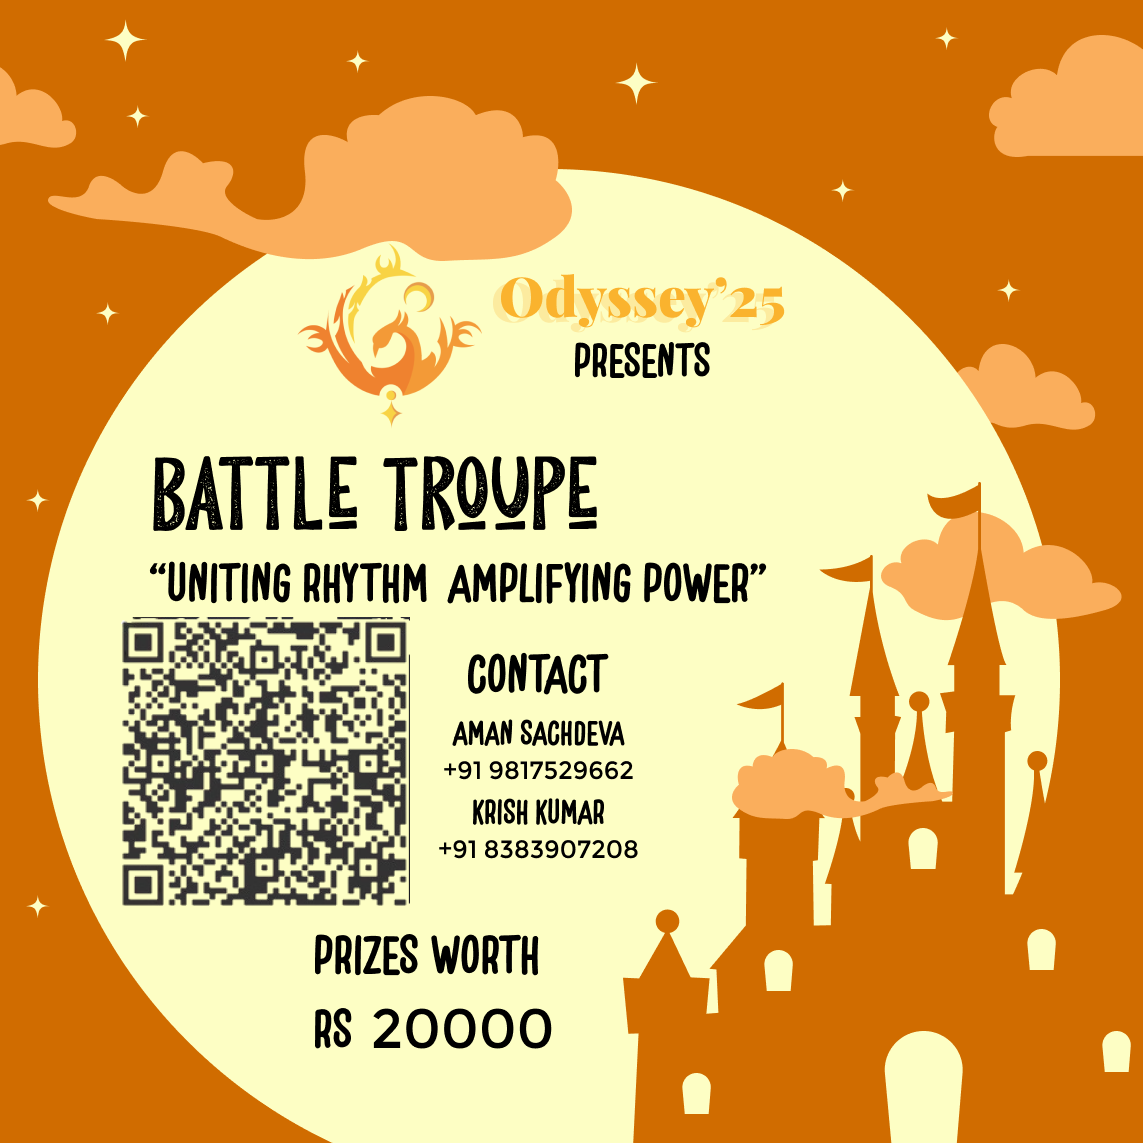 Odyssey'25
PRESENTS
BATTLE TROUPE
“UNITING RHYTHM AMPLIFYING POWER”
CONTACT
AMAN SACHDEVA
+91 9817529662
KRISH KUMAR
+91 8383907208
PRIZES WORTH
RS 20000